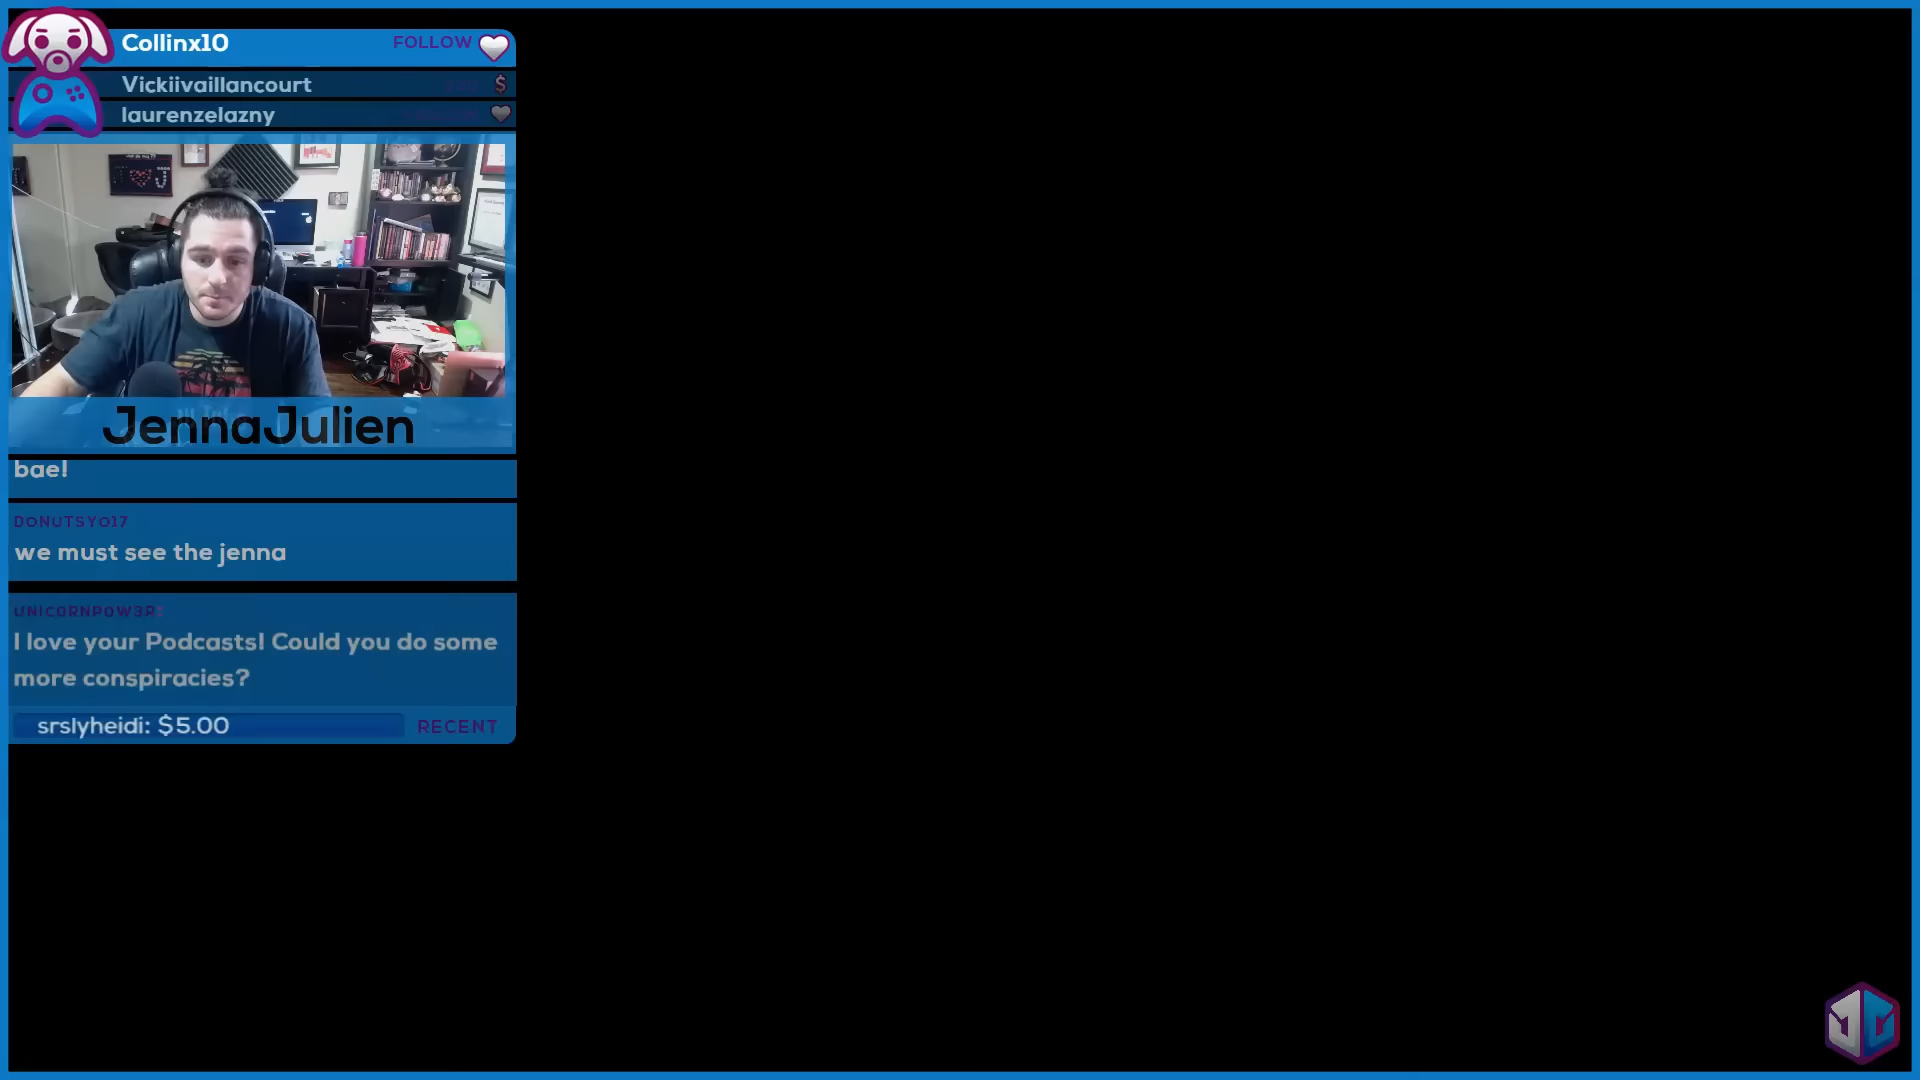 Collinx10 FOLLOW
Vickiivaillancourt $
laurenzelazny
JennaJulien
bae!
DONUTSYO17
we must see the jenna
UNICORNPOW3R:
I love your Podcasts! Could you do some
more conspiracies?
srslyheidi: $5.00 RECENT